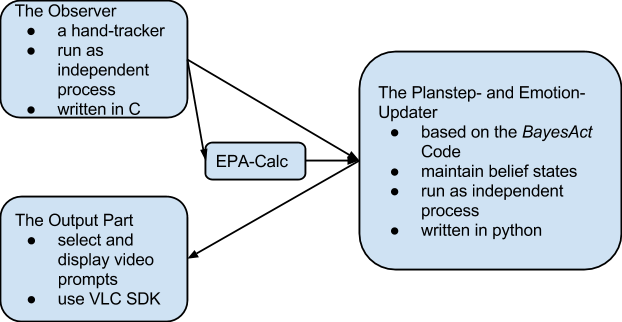 The Observer
● a hand-tracker
● run as
independent
process
● written in C
EPA-Calc
The Planstep- and Emotion-
Updater
● based on the BayesAct
Code
● maintain belief states
● run as independent
process
● written in python
The Output Part
● select and
display video
prompts
● use VLC SDK